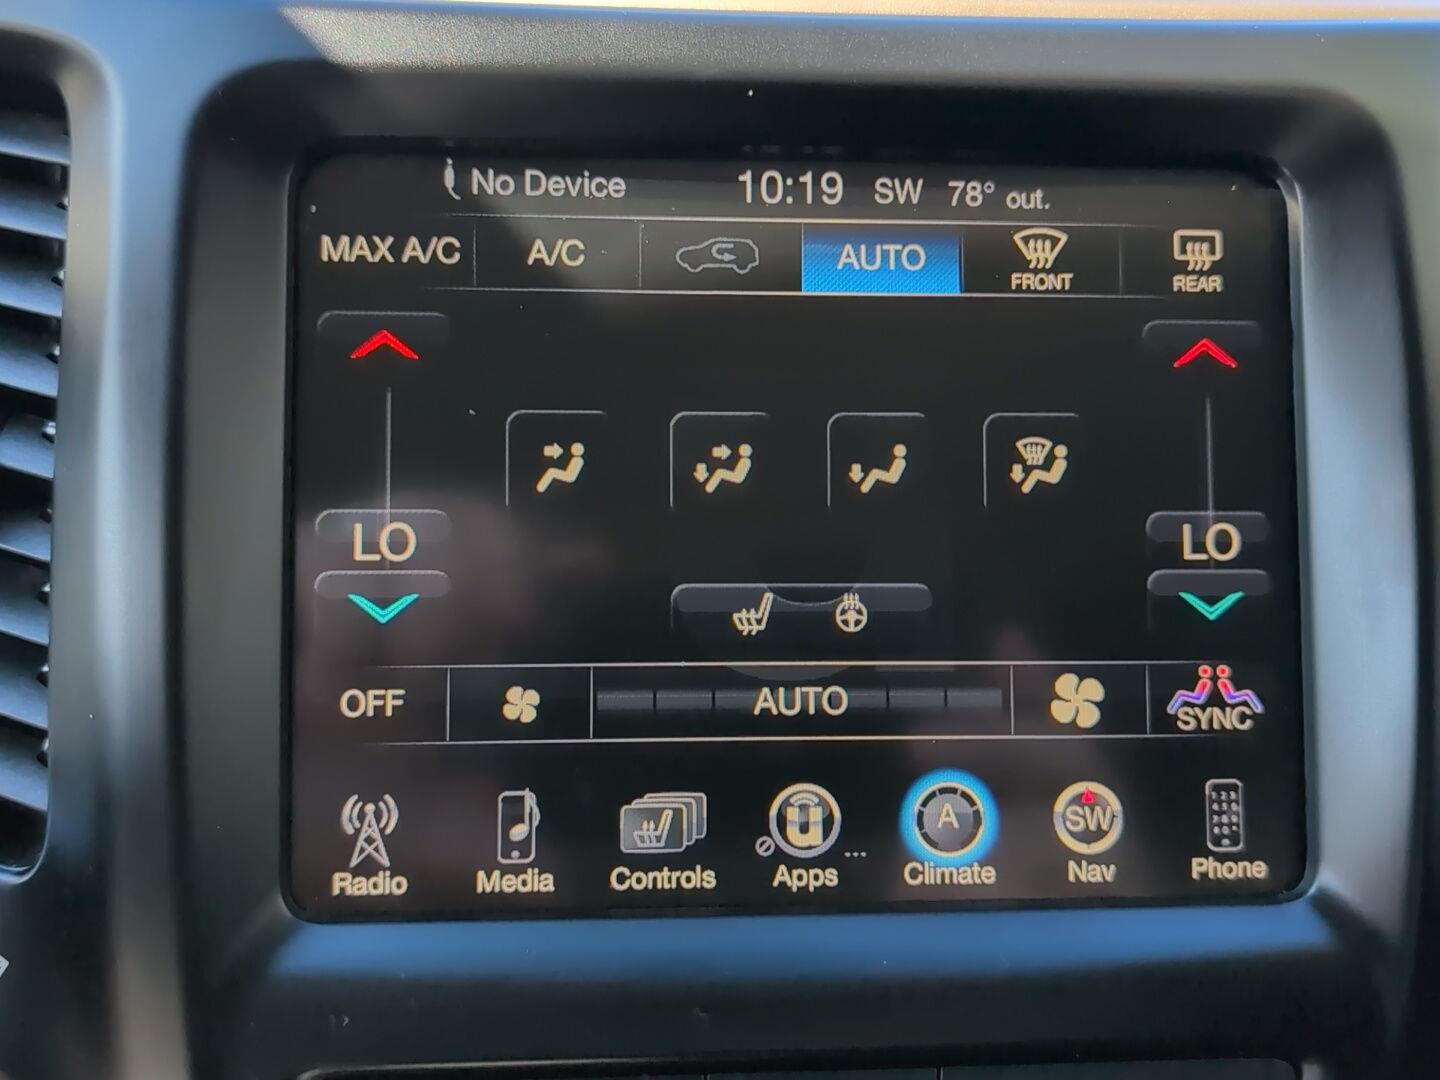 No Device 10:19 SW 78° out.
MAX A/C A/C AUTO FRONT REAR
LO LO
OFF AUTO SYNC
A SW
Radio Media Controls Apps Climate Nav Phone